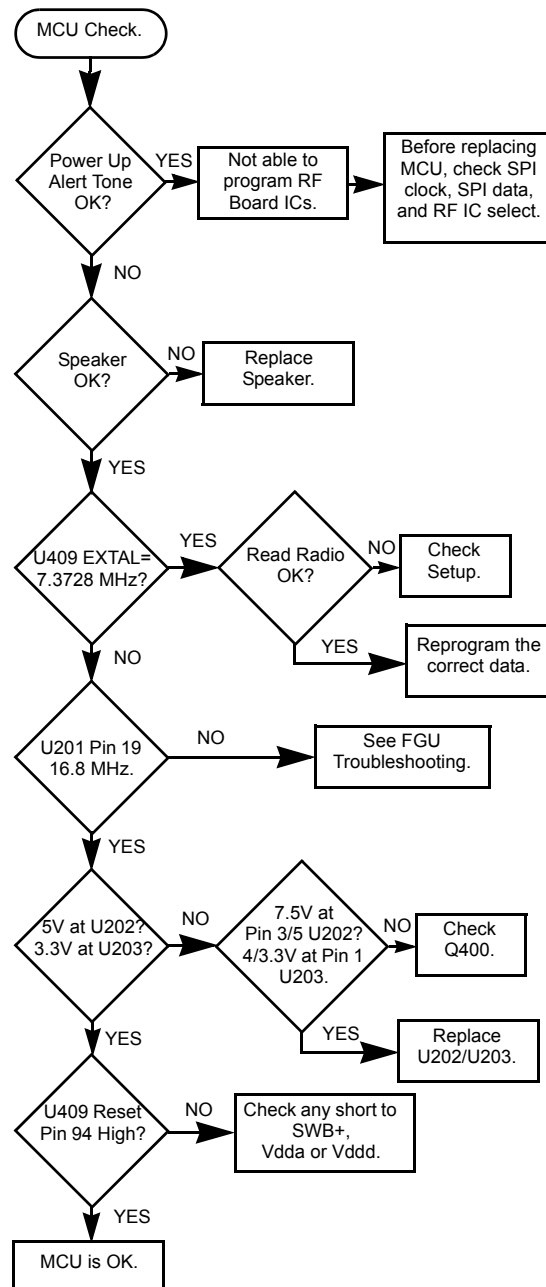 MCU Check.
Power Up
Alert Tone
OK?
YES
Not able to
program RF
Board ICs.
Before replacing
MCU, check SPI
clock, SPI data,
and RF IC select.
NO
Speaker
OK?
NO
Replace
Speaker.
YES
U409 EXTAL=
7.3728 MHz?
YES
Read Radio
OK?
NO
Check
Setup.
YES
Reprogram the
correct data.
NO
U201 Pin 19
16.8 MHz.
NO
See FGU
Troubleshooting.
YES
5V at U202?
3.3V at U203?
NO
7.5V at
Pin 3/5 U202?
4/3.3V at Pin 1
U203.
NO
Check
Q400.
YES
Replace
U202/U203.
YES
U409 Reset
Pin 94 High?
NO
Check any short to
SWB+,
Vdda or Vddd.
YES
MCU is OK.